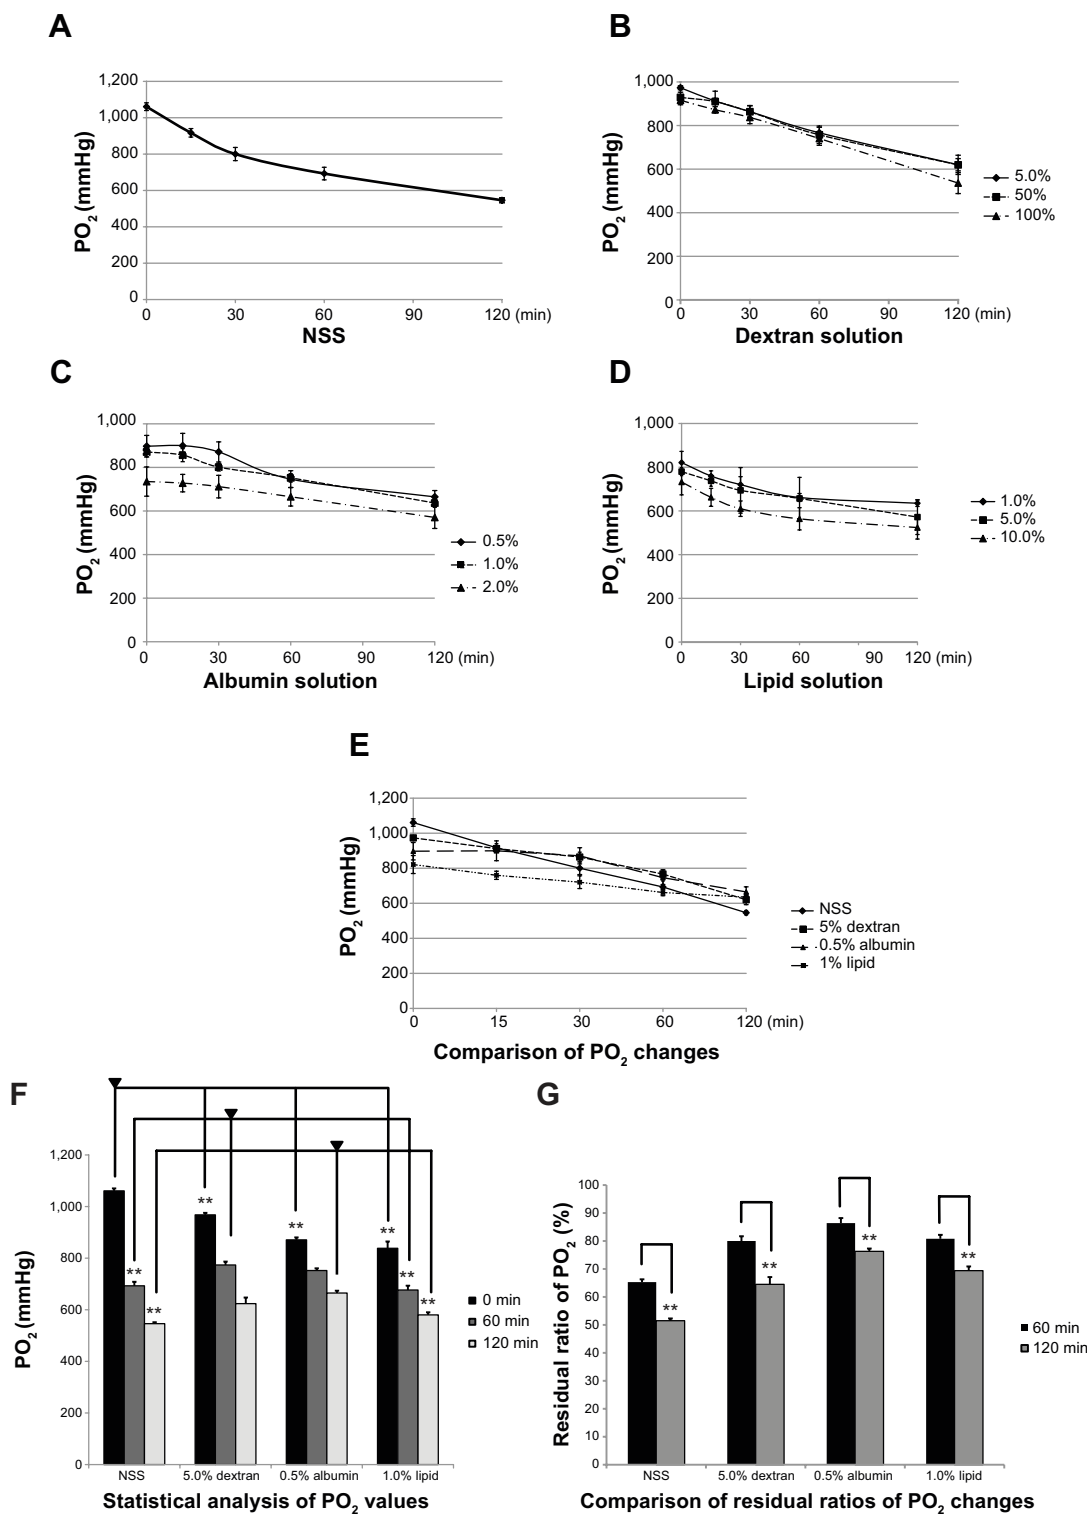 A
1,200
1,000
800
600
400
200
0
PO2 (mmHg)
0 30 60 90 120 (min)
NSS
B
1,000
800
600
400
200
0
PO2 (mmHg)
0 30 60 90 120 (min)
Dextran solution
5.0%
50%
100%
C
1,000
800
600
400
200
0
PO2 (mmHg)
0 30 60 90 120 (min)
Albumin solution
0.5%
1.0%
2.0%
D
1,000
800
600
400
200
0
PO2 (mmHg)
0 30 60 90 120 (min)
Lipid solution
1.0%
5.0%
10.0%
E
1,200
1,000
800
600
400
200
0
PO2 (mmHg)
0 15 30 60 120 (min)
Comparison of PO2 changes
NSS
5% dextran
0.5% albumin
1% lipid
F
1,200
1,000
800
600
400
200
0
PO2 (mmHg)
** ** ** ** ** ** **
NSS 5.0% dextran 0.5% albumin 1.0% lipid
Statistical analysis of PO2 values
0 min
60 min
120 min
G
100
90
80
70
60
50
40
30
20
10
0
Residual ratio of PO2 (%)
** ** ** **
NSS 5.0% dextran 0.5% albumin 1.0% lipid
Comparison of residual ratios of PO2 changes
60 min
120 min